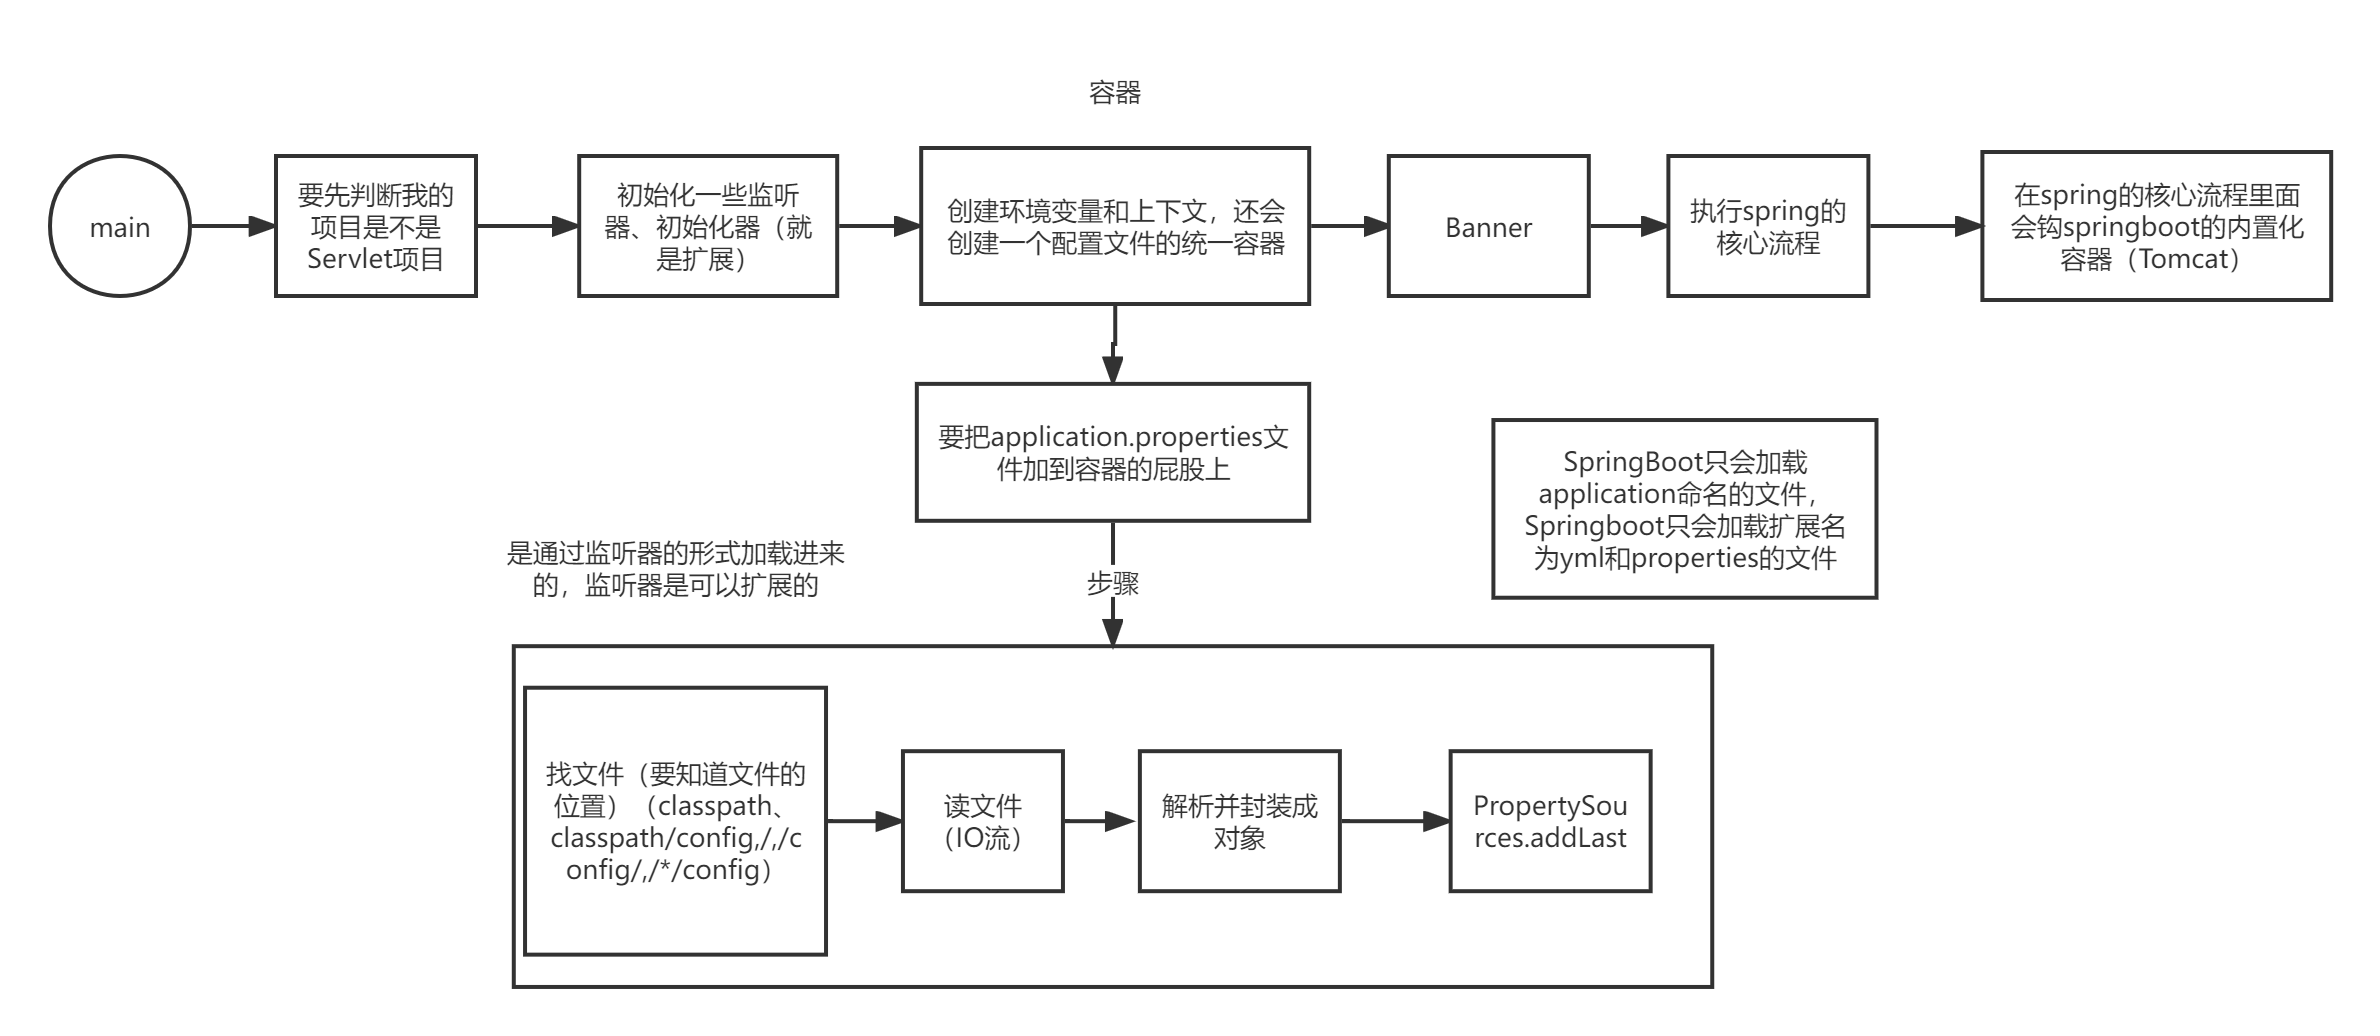 容器
main
要先判断我的
项目是不是
Servlet项目
初始化一些监听
器、初始化器（就
是扩展）
创建环境变量和上下文，还会
创建一个配置文件的统一容器
Banner
执行spring的
核心流程
在spring的核心流程里面
会钩springboot的内置化
容器（Tomcat）
要把application.properties文
件加到容器的屁股上
SpringBoot只会加载
application命名的文件，
Springboot只会加载扩展名
为yml和properties的文件
是通过监听器的形式加载进来
的，监听器是可以扩展的
步骤
找文件（要知道文件的
位置）（classpath、
classpath/config,/,/c
onfig/,/*/config）
读文件
（IO流）
解析并封装成
对象
PropertySou
rces.addLast